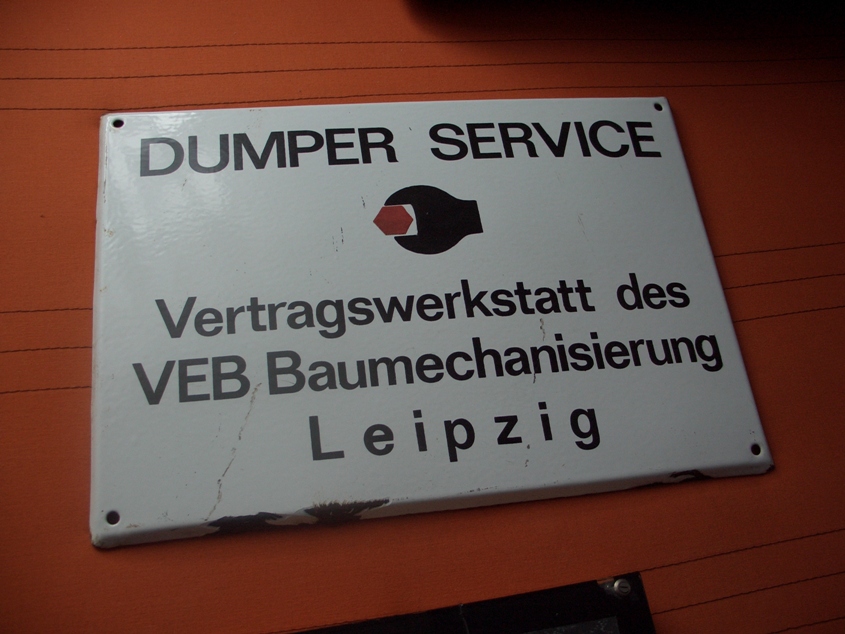 DUMPER SERVICE
Vertragswerkstatt des
VEB Baumechanisierung
Leipzig